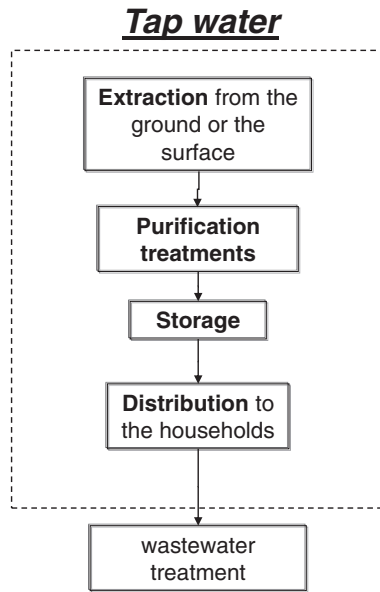 Tap water
Extraction from the
ground or the
surface
Purification
treatments
Storage
Distribution to
the households
wastewater
treatment